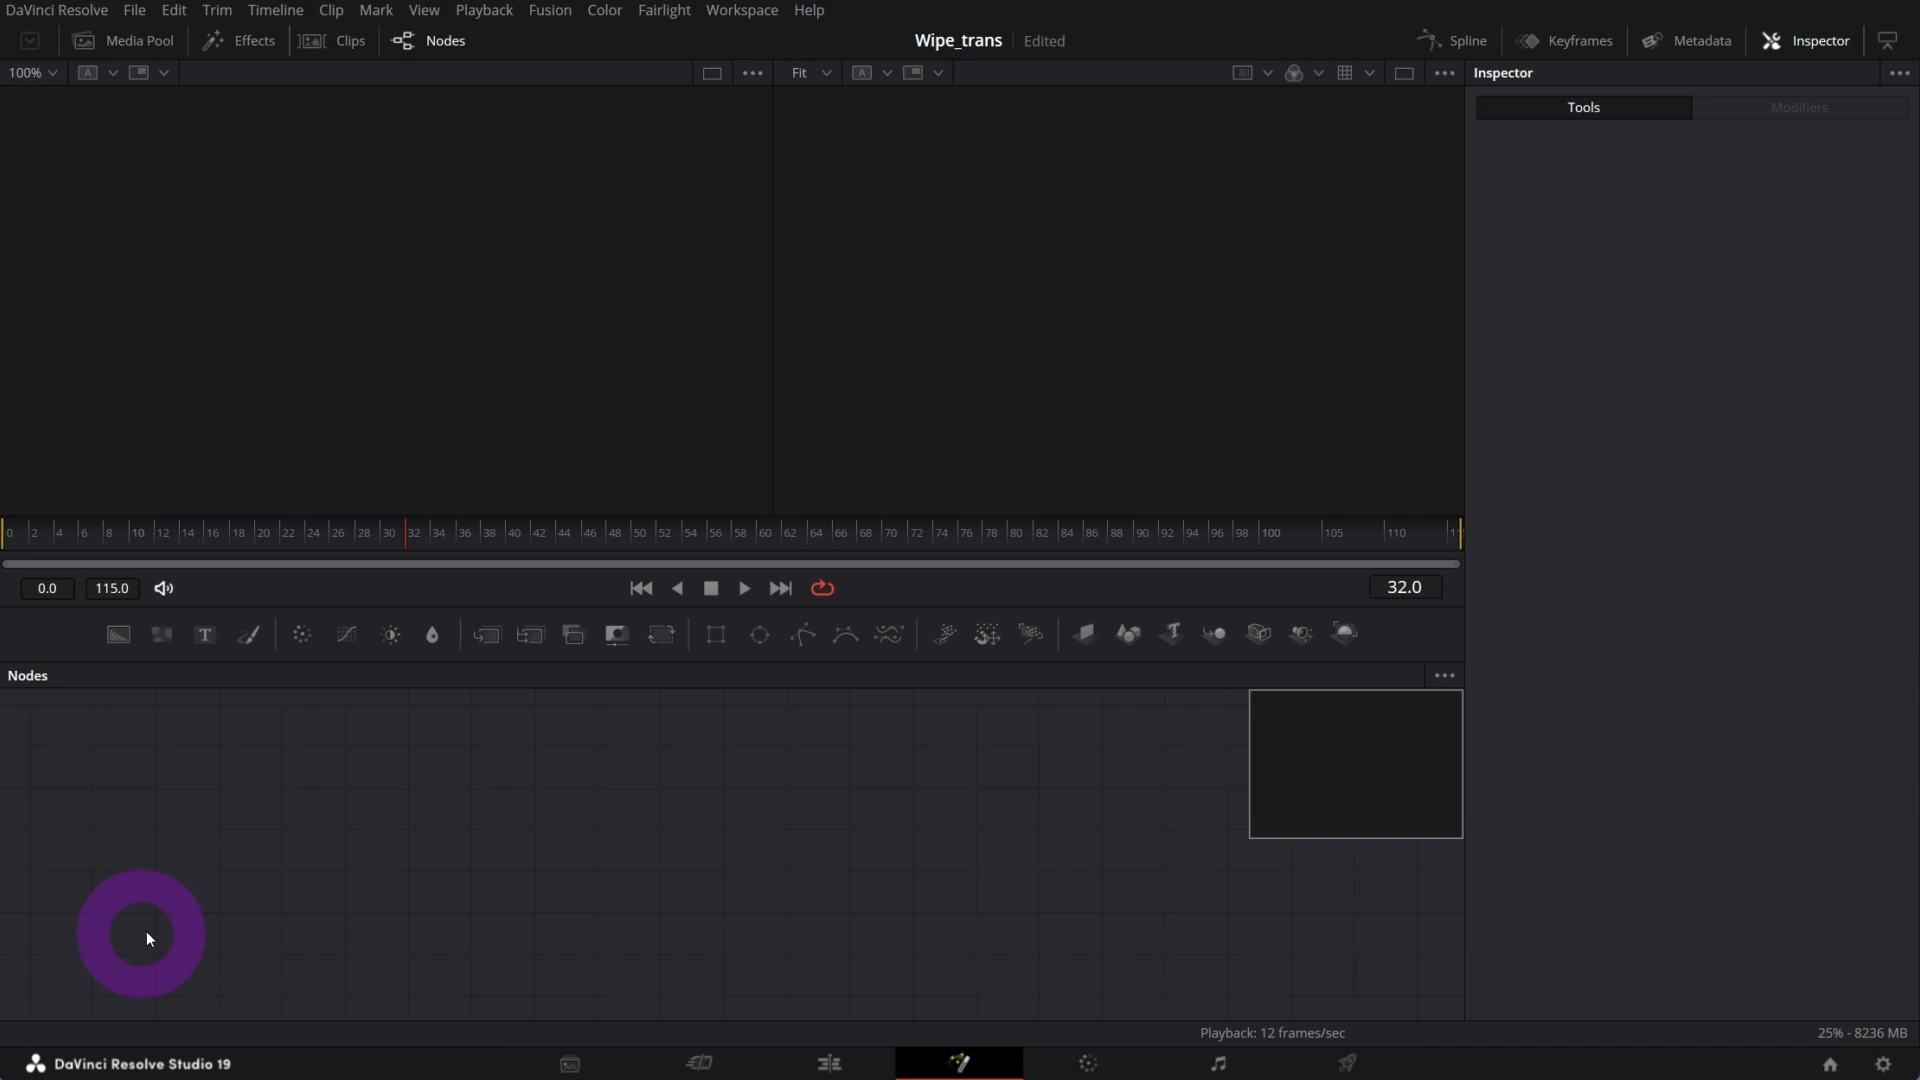 DaVinci Resolve File Edit Trim Timeline Clip Mark View Playback Fusion Color Fairlight Workspace Help
Media Pool Effects Clips Nodes Wipe_trans Edited Spline Keyframes Metadata Inspector
100% A Fit A Inspector
Tools Modifiers
0 2 4 6 8 10 12 14 16 18 20 22 24 26 28 30 32 34 36 38 40 42 44 46 48 50 52 54 56 58 60 62 64 66 68 70 72 74 76 78 80 82 84 86 88 90 92 94 96 98 100 105 110
0.0 115.0 32.0
T T
Nodes
Playback: 12 frames/sec 25% - 8236 MB
DaVinci Resolve Studio 19